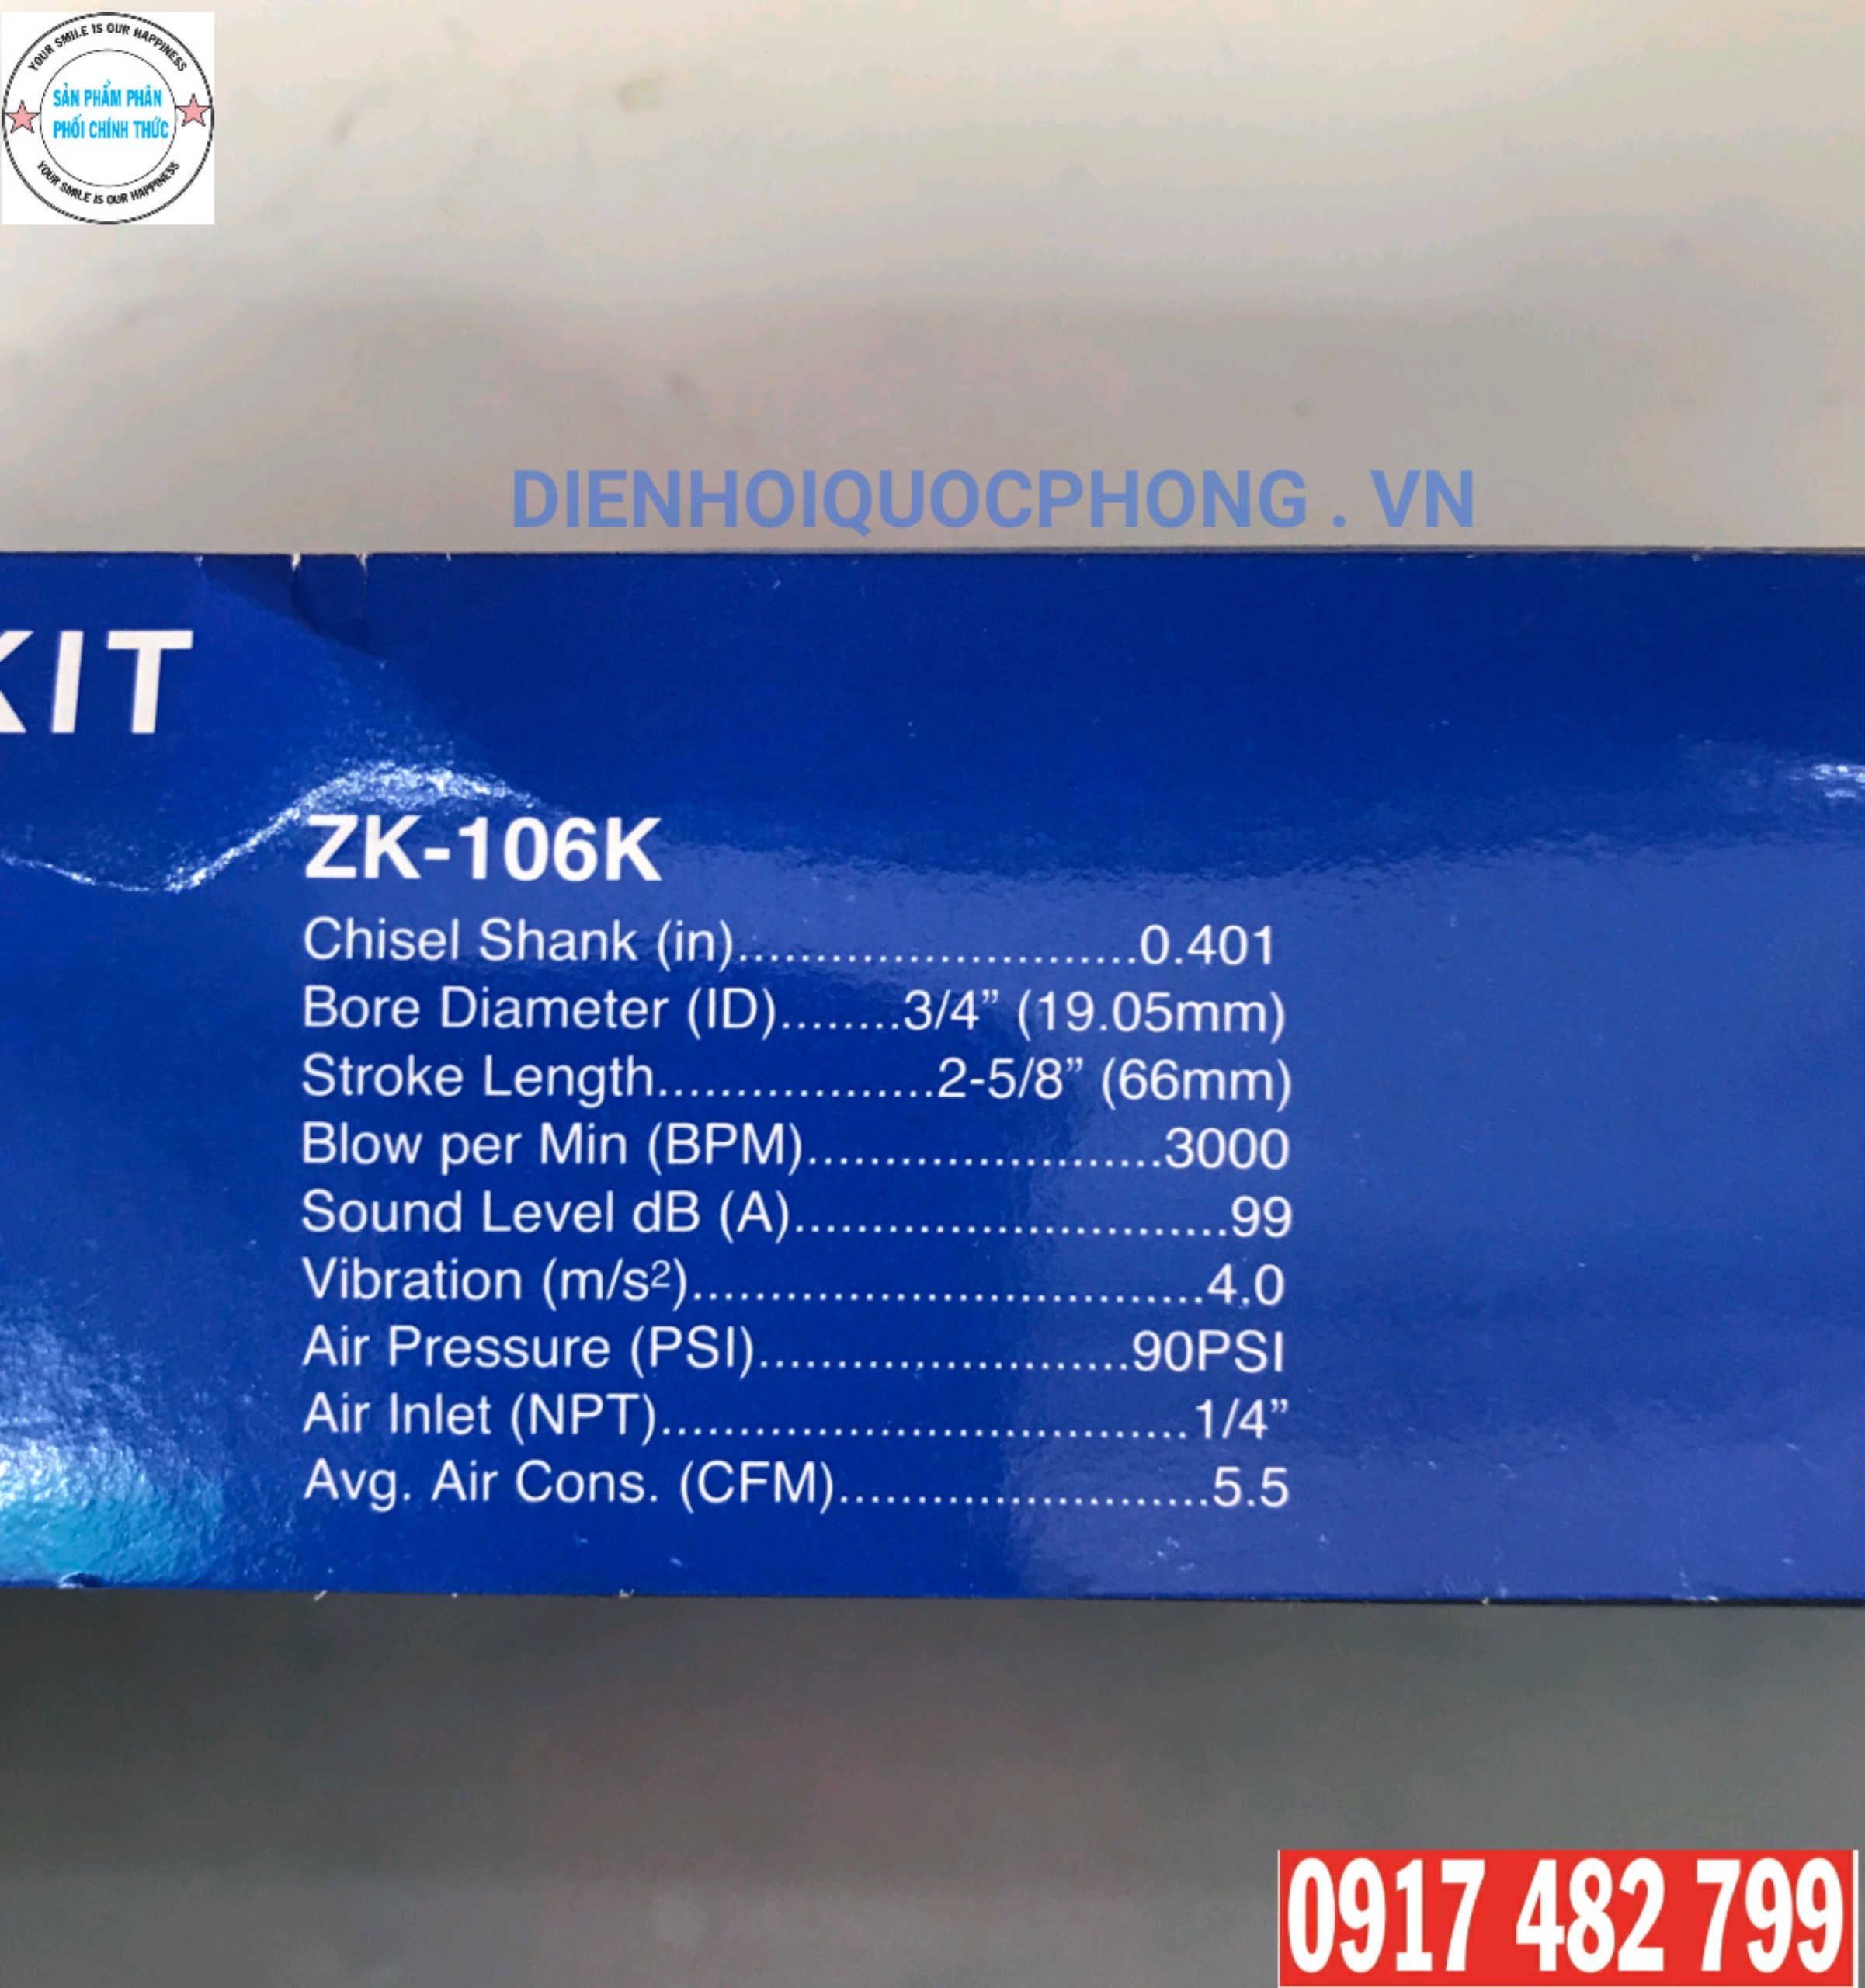 YOUR SMILE IS OUR HAPPINESS
SẢN PHẨM PHÂN
PHỐI CHÍNH THỨC
YOUR SMILE IS OUR HAPPINESS
DIENHOIQUOCPHONG . VN
KIT
ZK-106K
Chisel Shank (in)..........................0.401
Bore Diameter (ID)........3/4” (19.05mm)
Stroke Length..................2-5/8” (66mm)
Blow per Min (BPM).......................3000
Sound Level dB (A)............................99
Vibration (m/s²).................................4.0
Air Pressure (PSI)........................90PSI
Air Inlet (NPT)..................................1/4”
Avg. Air Cons. (CFM)........................5.5
0917 482 799